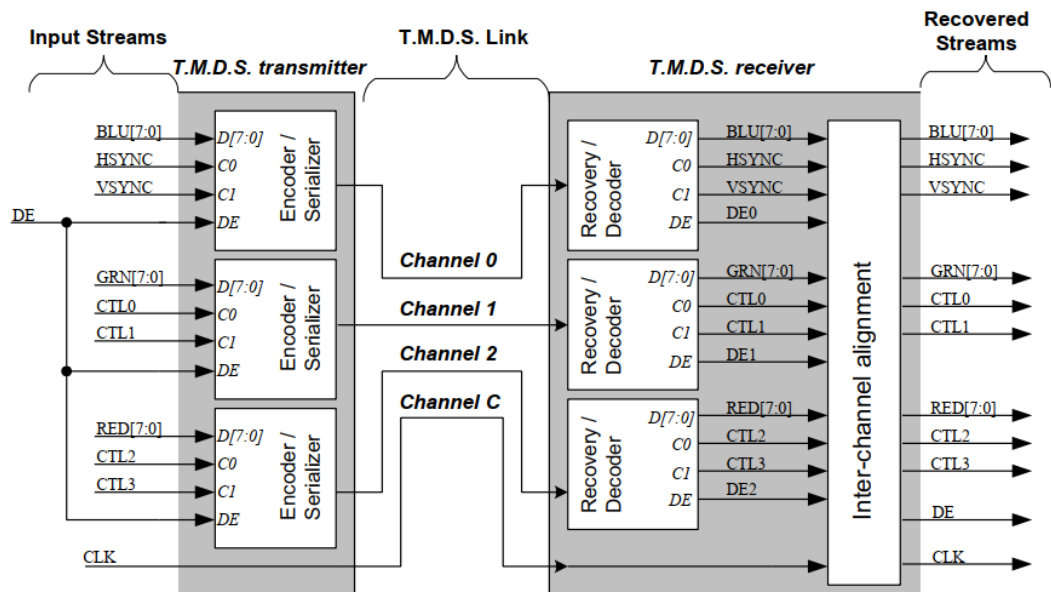 Input Streams
T.M.D.S. Link
Recovered
Streams
T.M.D.S. transmitter
T.M.D.S. receiver
BLU[7:0]
HSYNC
VSYNC
DE
D[7:0]
C0
C1
DE
Encoder /
Serializer
GRN[7:0]
CTL0
CTL1
D[7:0]
C0
C1
DE
Encoder /
Serializer
RED[7:0]
CTL2
CTL3
D[7:0]
C0
C1
DE
Encoder /
Serializer
CLK
Channel 0
Channel 1
Channel 2
Channel C
Recovery /
Decoder
D[7:0]
C0
C1
DE
BLU[7:0]
HSYNC
VSYNC
DE0
Recovery /
Decoder
D[7:0]
C0
C1
DE
GRN[7:0]
CTL0
CTL1
DE1
Recovery /
Decoder
D[7:0]
C0
C1
DE
RED[7:0]
CTL2
CTL3
DE2
Inter-channel alignment
BLU[7:0]
HSYNC
VSYNC
GRN[7:0]
CTL0
CTL1
RED[7:0]
CTL2
CTL3
DE
CLK